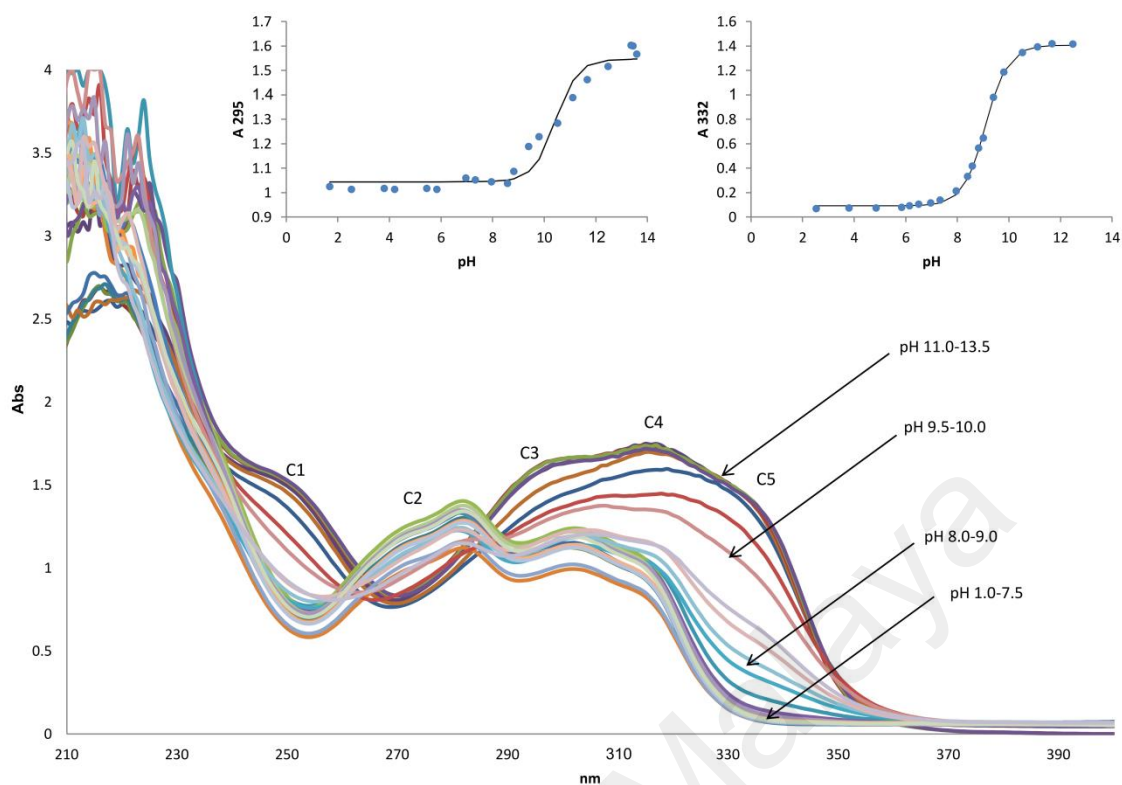 1.7
1.6
1.5
1.4
1.3
1.2
1.1
1
0.9
A 295
0 2 4 6 8 10 12 14
pH
1.6
1.4
1.2
1
0.8
0.6
0.4
0.2
0
A 332
0 2 4 6 8 10 12 14
pH
4
3.5
3
2.5
2
1.5
1
0.5
0
Abs
C1
C2
C3
C4
C5
pH 11.0-13.5
pH 9.5-10.0
pH 8.0-9.0
pH 1.0-7.5
210 230 250 270 290 310 330 350 370 390
nm
Malaya